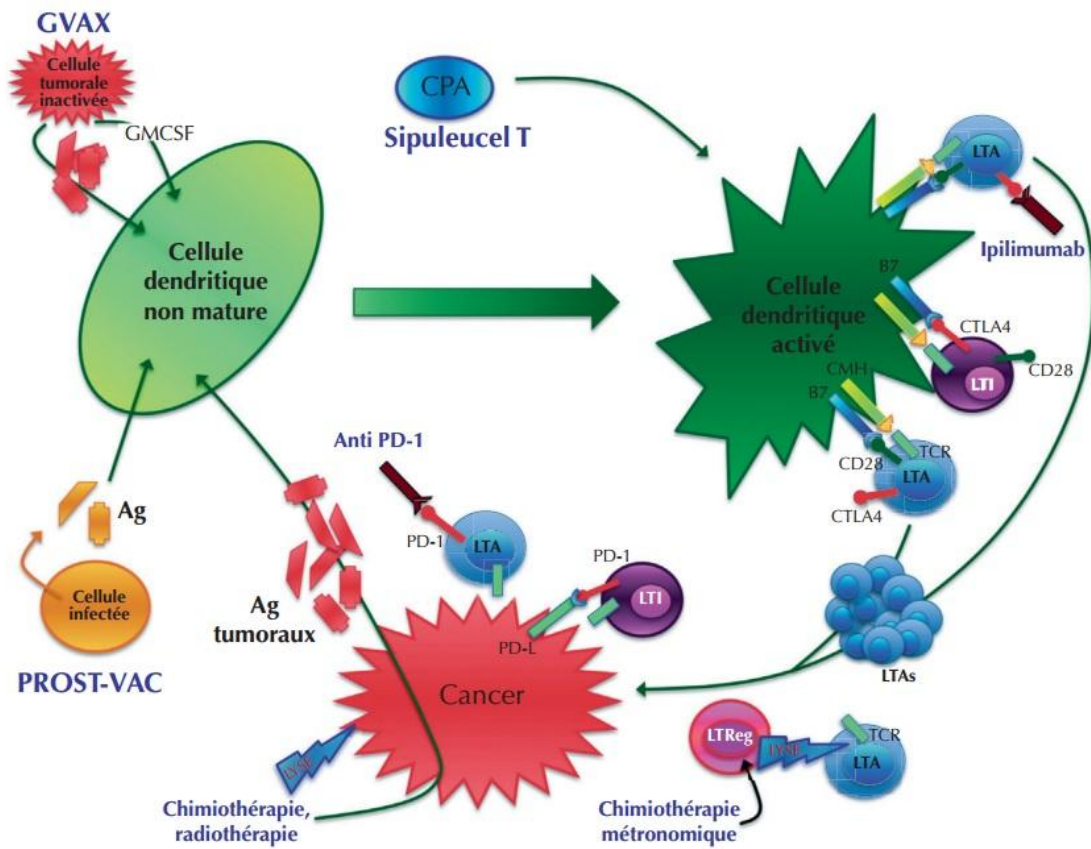 GVAX
Cellule
tumorale
inactivée
GMCSF
CPA
Sipuleucel T
LTA
Ipilimumab
Cellule
dendritique
non mature
Cellule
dendritique
activé
B7
CTLA4
CD28
LTI
CMH
B7
TCR
CD28
LTA
CTLA4
Anti PD-1
PD-1
LTA
PD-1
LTI
PD-L
Ag
Cellule
infectée
PROST-VAC
Ag
tumoraux
Cancer
LTAs
LTReg
LYSE
TCR
LTA
LYSE
Chimiothérapie,
radiothérapie
Chimiothérapie
métronomique